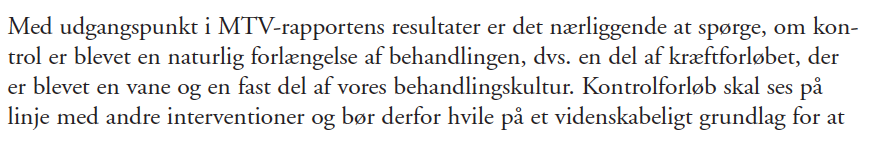 Med udgangspunkt i MTV-rapportens resultater er det nærliggende at spørge, om kon-
trol er blevet en naturlig forlængelse af behandlingen, dvs. en del af kræftforløbet, der
er blevet en vane og en fast del af vores behandlingskultur. Kontrolforløb skal ses på
linje med andre interventioner og bør derfor hvile på et videnskabeligt grundlag for at